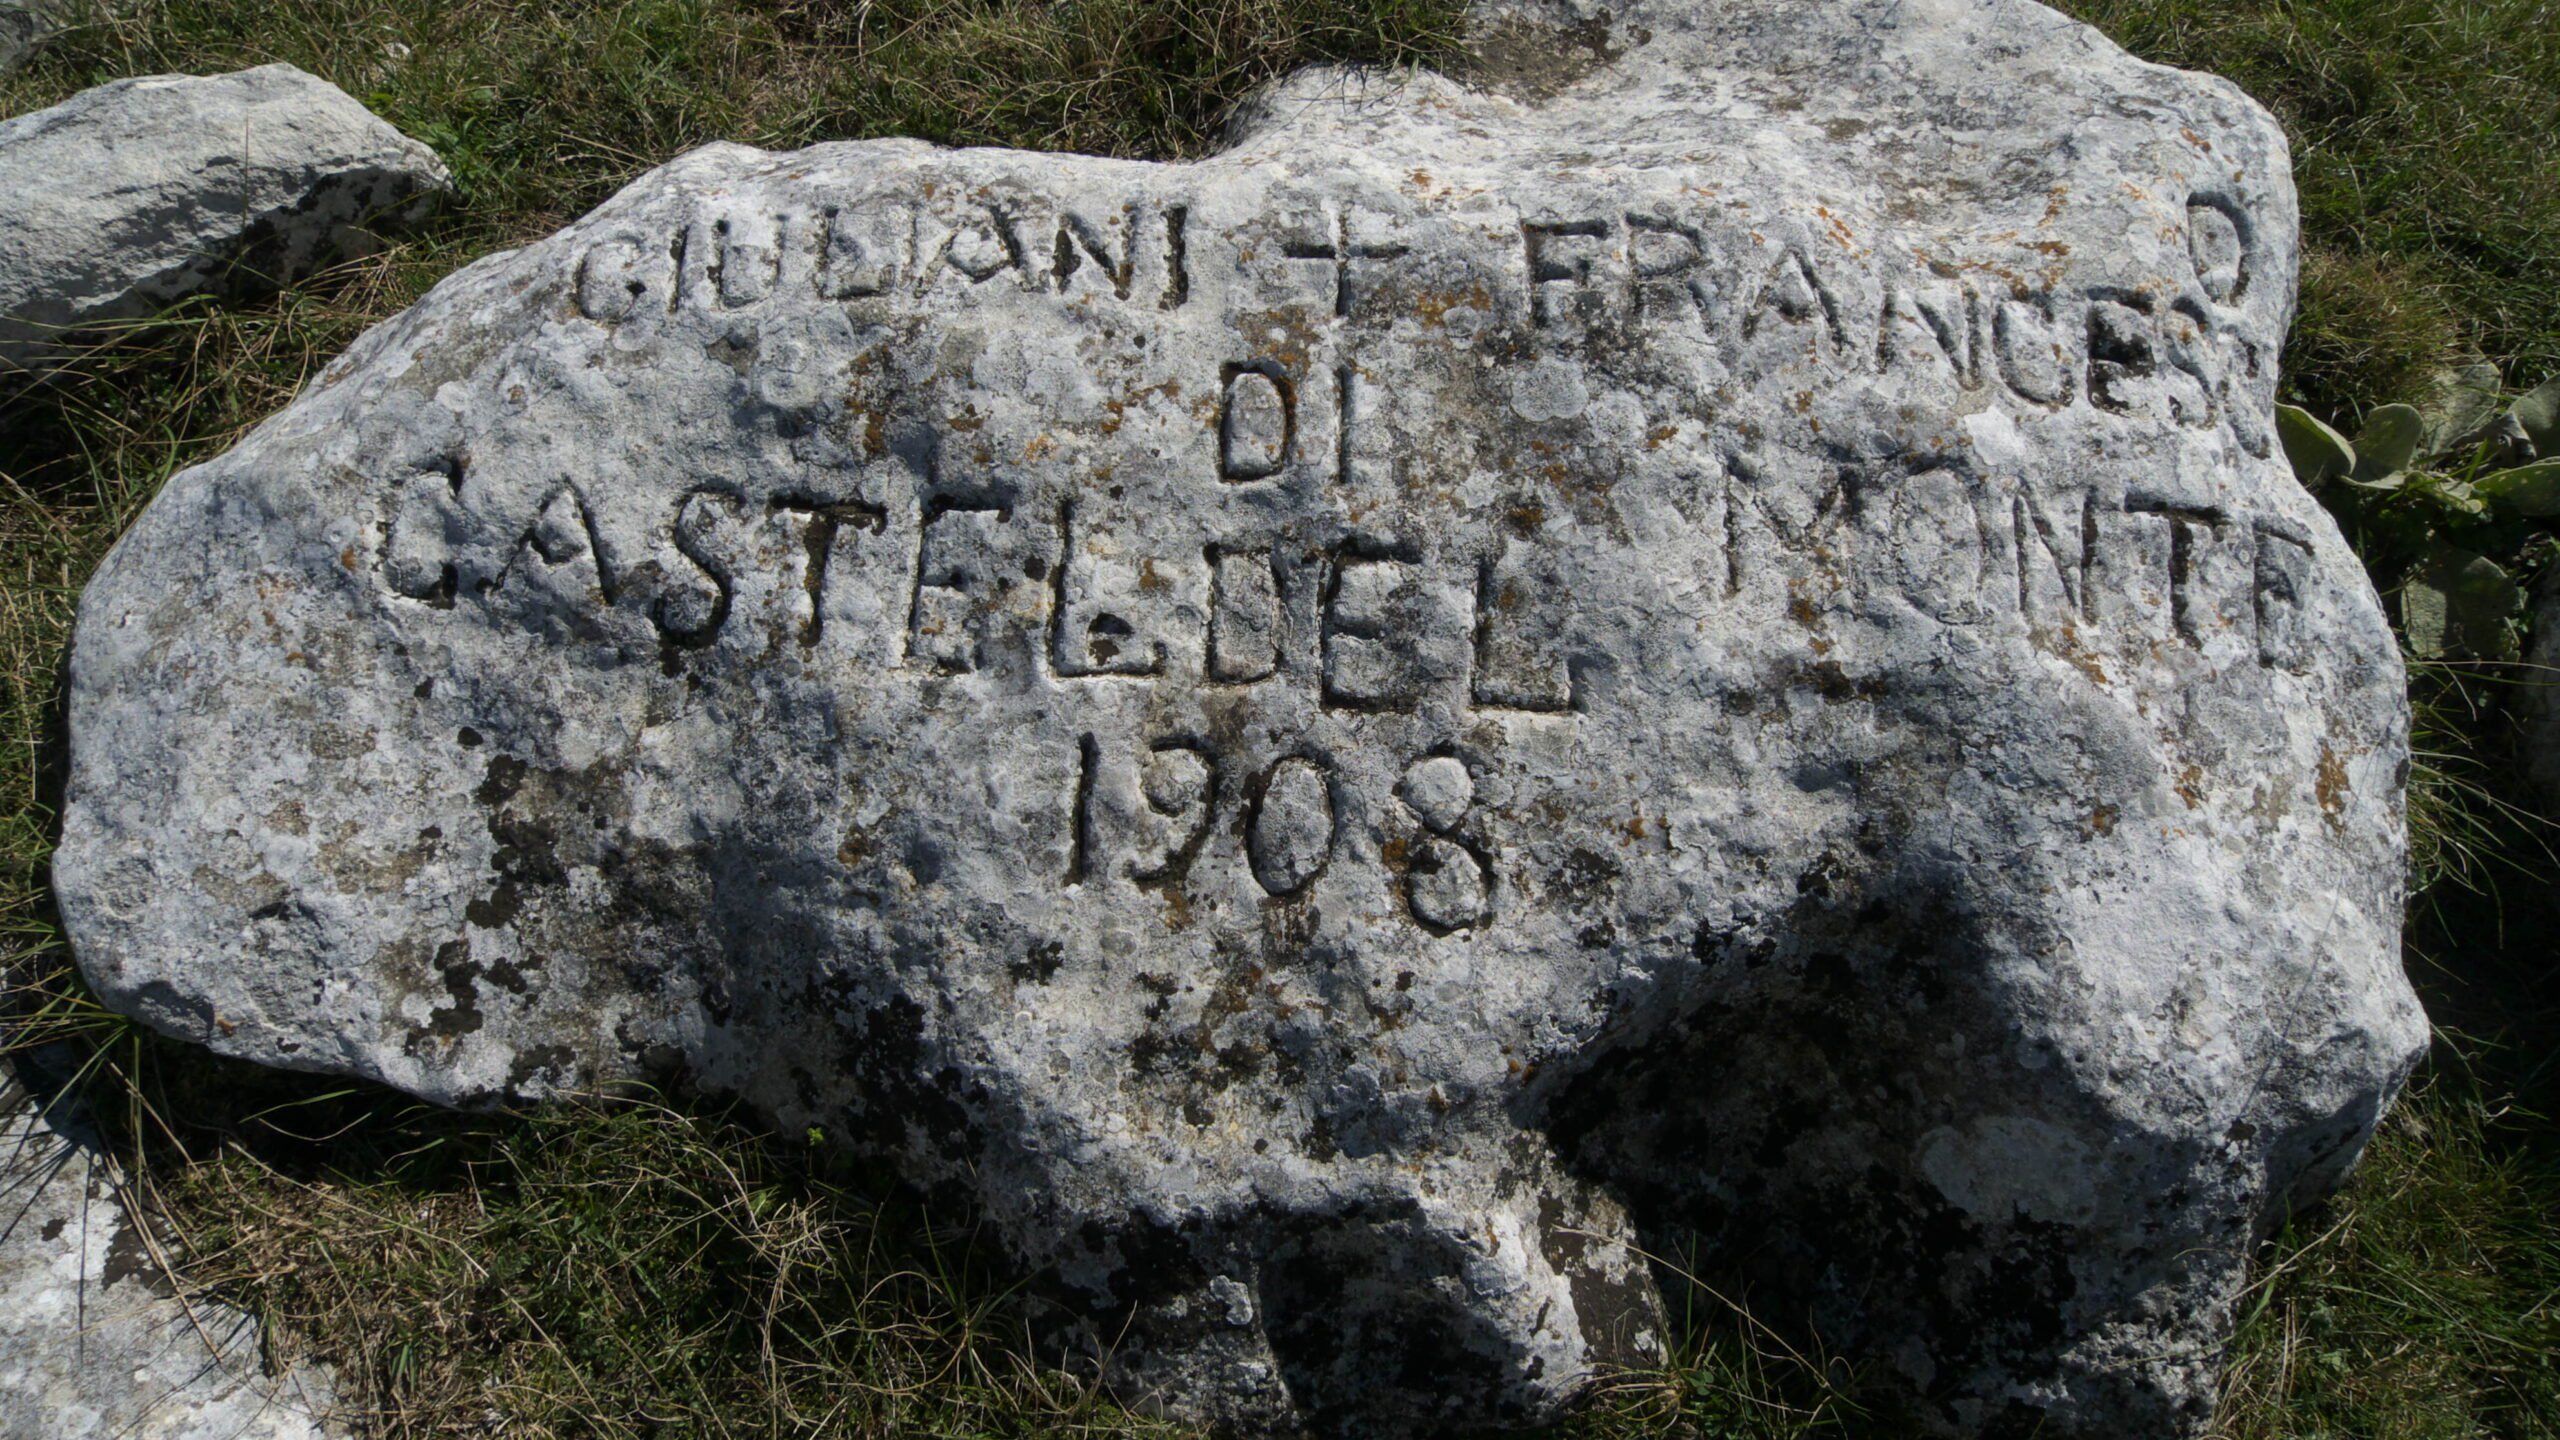 GIULIANI + FRANCESCO
DI
CASTEL DEL MONTE
1908